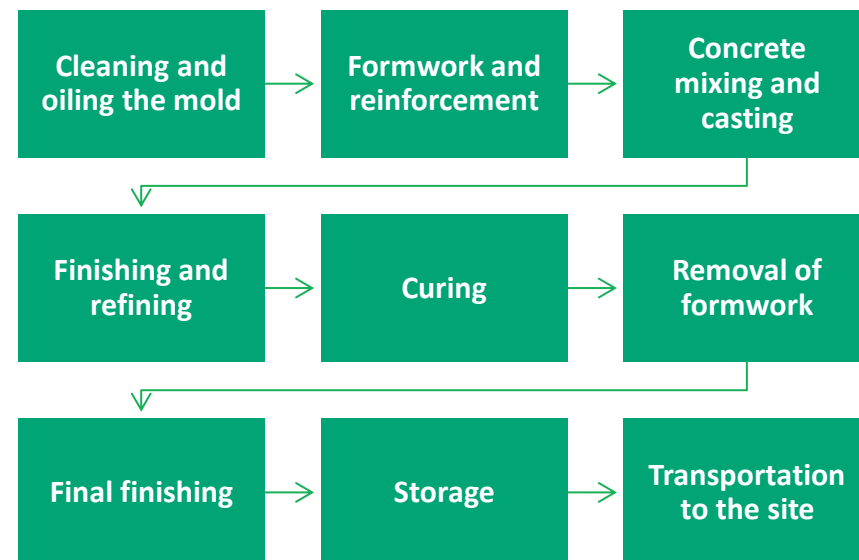 Cleaning and
oiling the mold
Formwork and
reinforcement
Concrete
mixing and
casting
Finishing and
refining
Curing
Removal of
formwork
Final finishing
Storage
Transportation
to the site